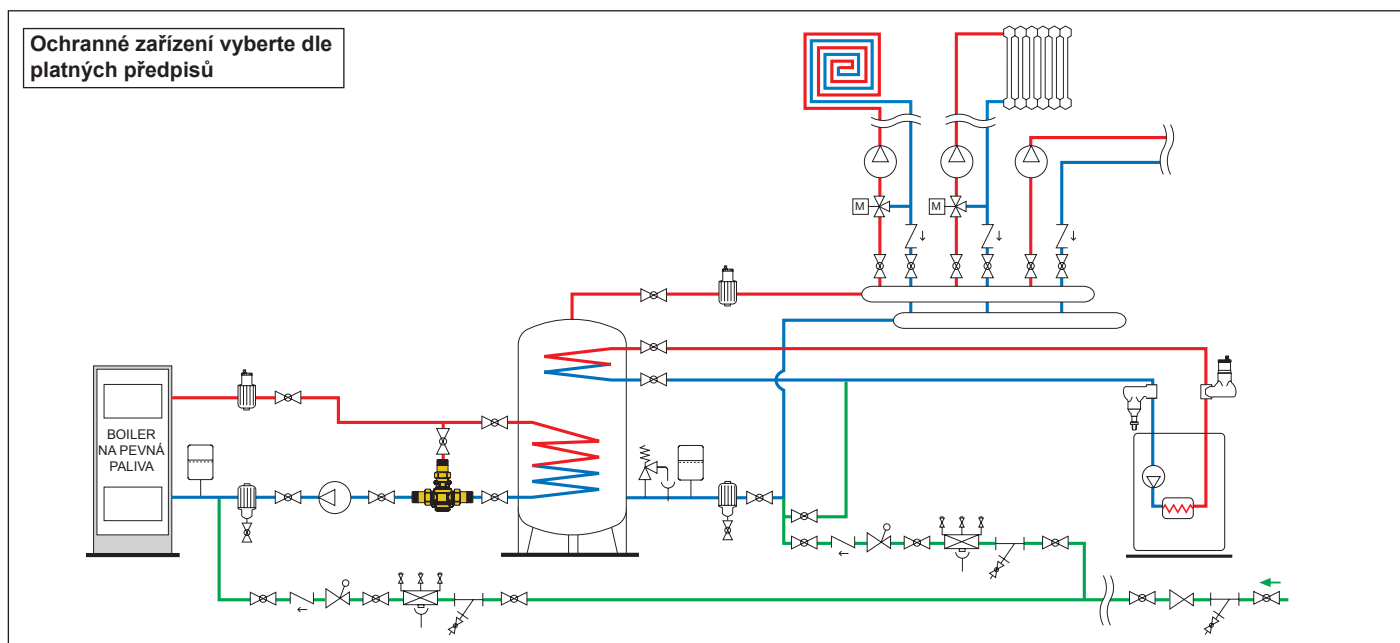 Ochranné zařízení vyberte dle
platných předpisů
M
M
BOILER
NA PEVNÁ
PALIVA